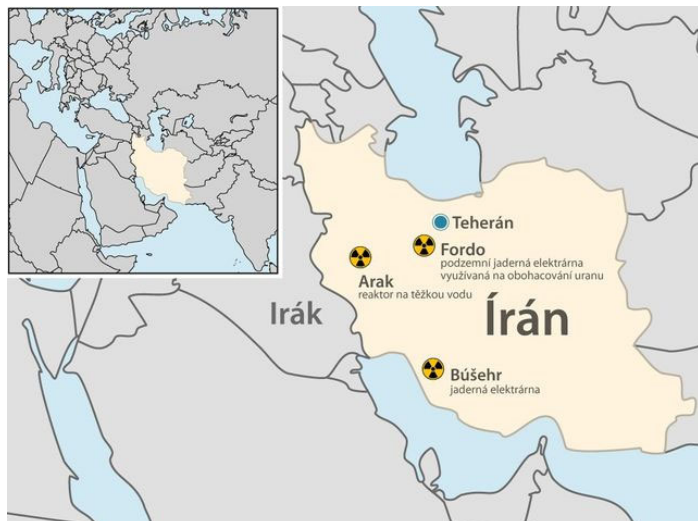 Teherán
Fordo
podzemní jaderná elektrárna
využívaná na obohacování uranu
Arak
reaktor na těžkou vodu
Irák
Írán
Búšehr
jaderná elektrárna